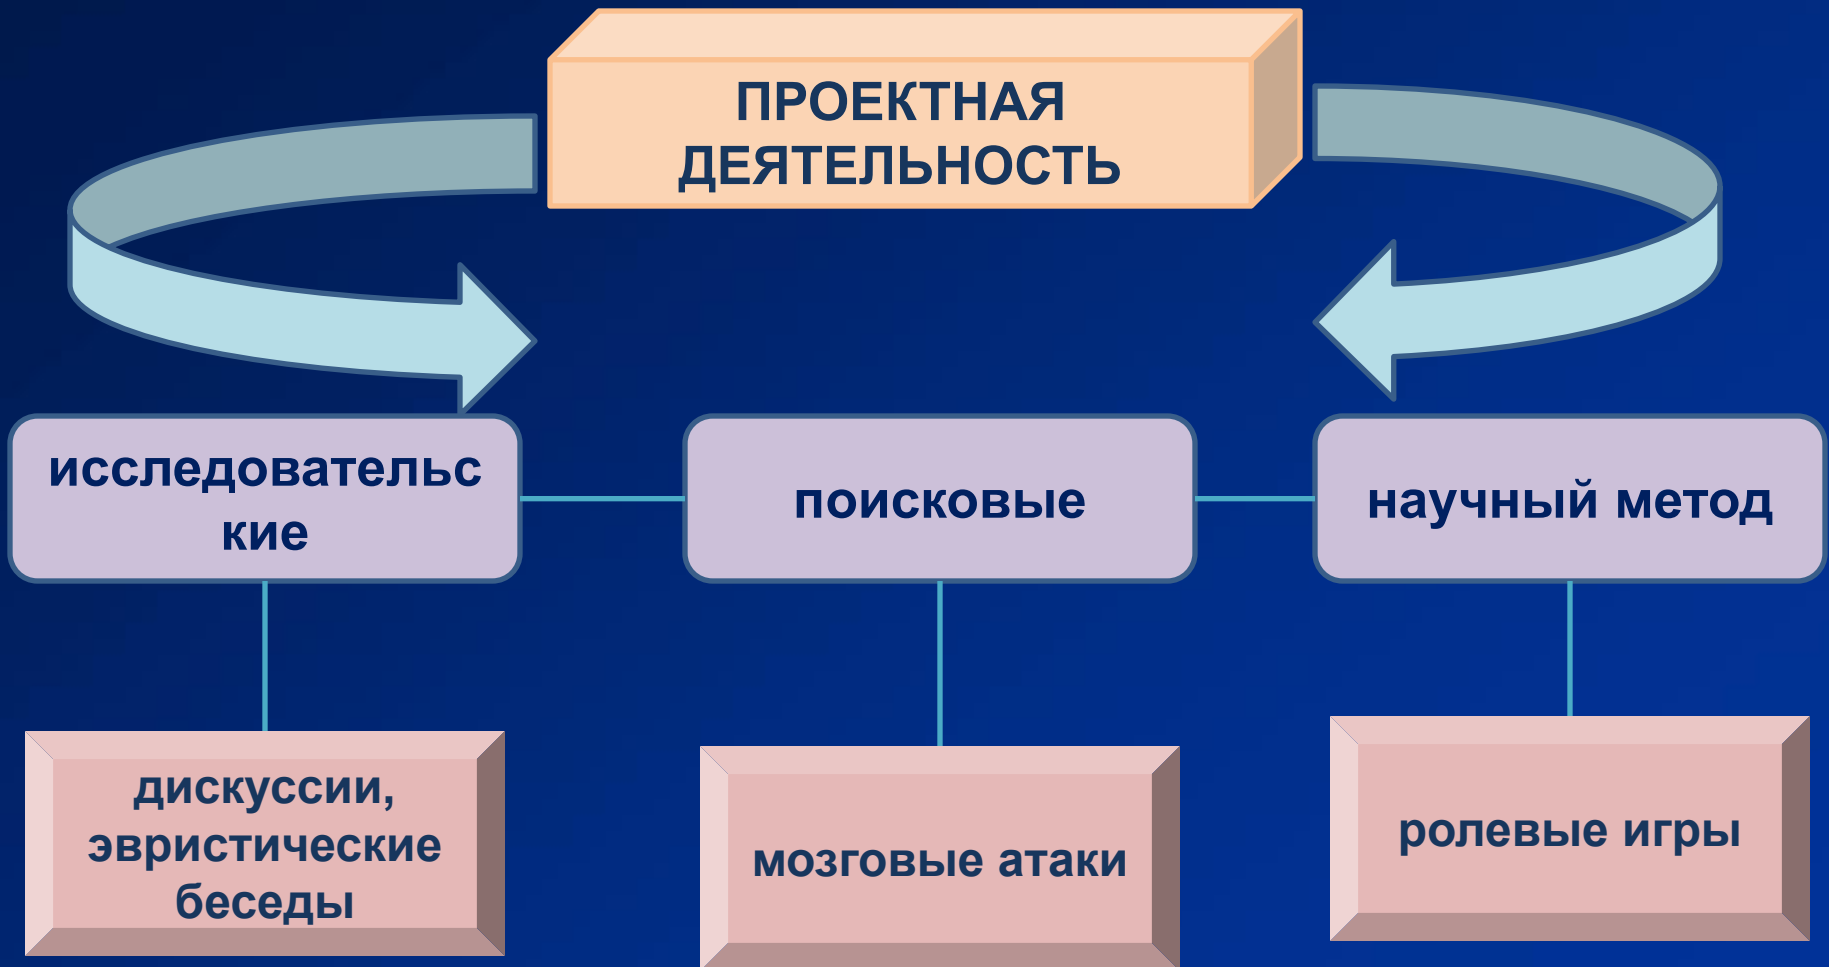 ПРОЕКТНАЯ
ДЕЯТЕЛЬНОСТЬ
исследовательс
кие
поисковые
научный метод
дискуссии,
эвристические
беседы
мозговые атаки
ролевые игры